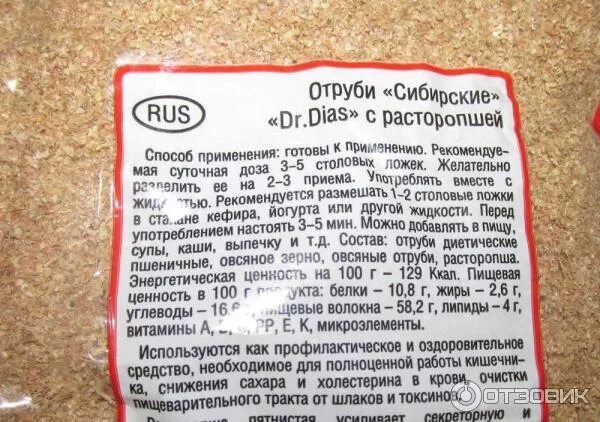 RUS
Отруби «Сибирские»
«Dr.Dias» с расторопшей
Способ применения: готовы к применению. Рекомендуе-
мая суточная доза 3-5 столовых ложек. Желательно
разделить ее на 2-3 приема. Употреблять вместе с
жидкостью. Рекомендуется размешать 1-2 столовые ложки
в стакане кефира, йогурта или другой жидкости. Перед
употреблением настоять 3-5 мин. Можно добавлять в пищу,
супы, каши, выпечку и т.д. Состав: отруби диетические
пшеничные, овсяное зерно, овсяные отруби, расторопша.
Энергетическая ценность на 100 г – 129 Ккал. Пищевая
ценность в 100 г продукта: белки - 10,8 г, жиры - 2,6 г,
углеводы - 16,6 г, пищевые волокна - 58,2 г, липиды - 4 г,
витамины А, РР, Е, К, микроэлементы.
Используются как профилактическое и оздоровительное
средство, необходимое для полноценной работы кишечни-
ка, снижения сахара и холестерина в крови, очистки
пищеварительного тракта от шлаков и токсинов.
пятнистая усиливает секреторную и
ОТЗОВИК